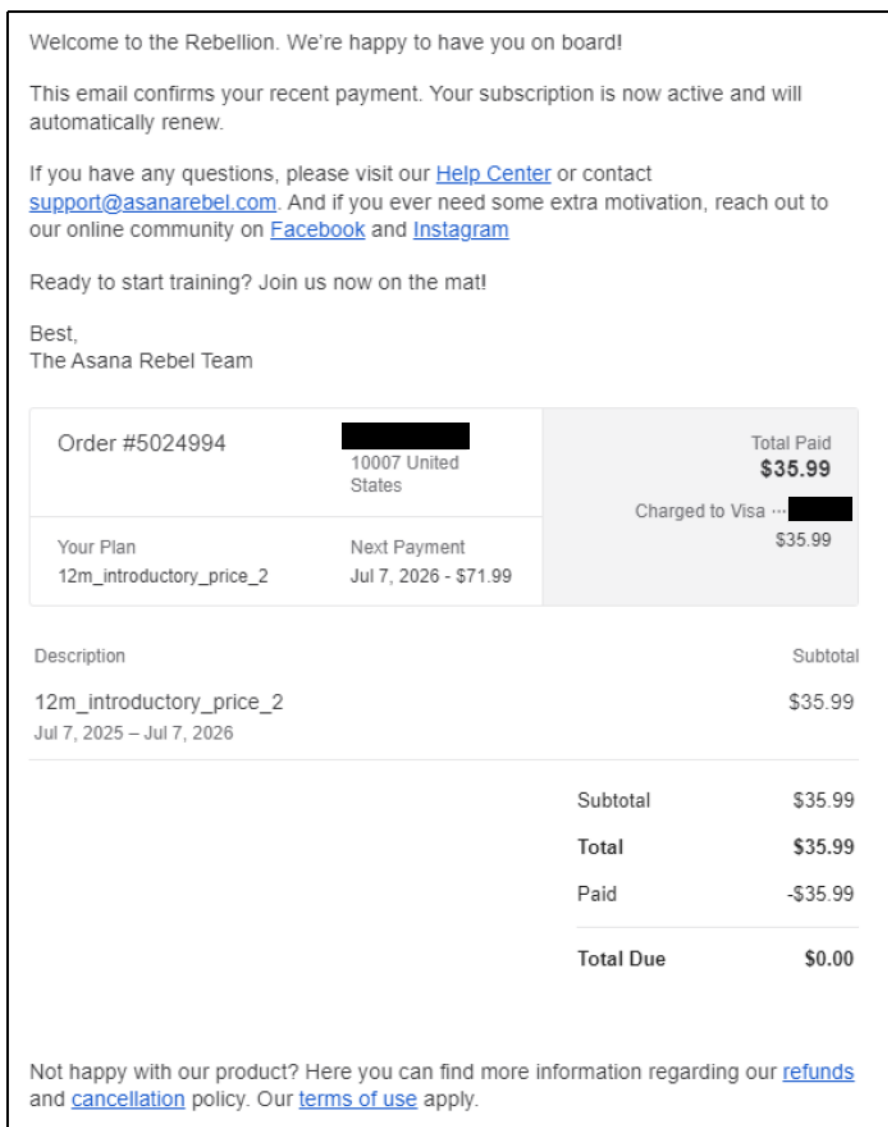 Welcome to the Rebellion. We're happy to have you on board!
This email confirms your recent payment. Your subscription is now active and will
automatically renew.
If you have any questions, please visit our Help Center or contact
support@asanarebel.com. And if you ever need some extra motivation, reach out to
our online community on Facebook and Instagram
Ready to start training? Join us now on the mat!
Best,
The Asana Rebel Team
Order #5024994
10007 United
States
Total Paid
$35.99
Charged to Visa ···
$35.99
Your Plan
12m_introductory_price_2
Next Payment
Jul 7, 2026 - $71.99
Description Subtotal
12m_introductory_price_2 $35.99
Jul 7, 2025 – Jul 7, 2026
Subtotal $35.99
Total $35.99
Paid -$35.99
Total Due $0.00
Not happy with our product? Here you can find more information regarding our refunds
and cancellation policy. Our terms of use apply.